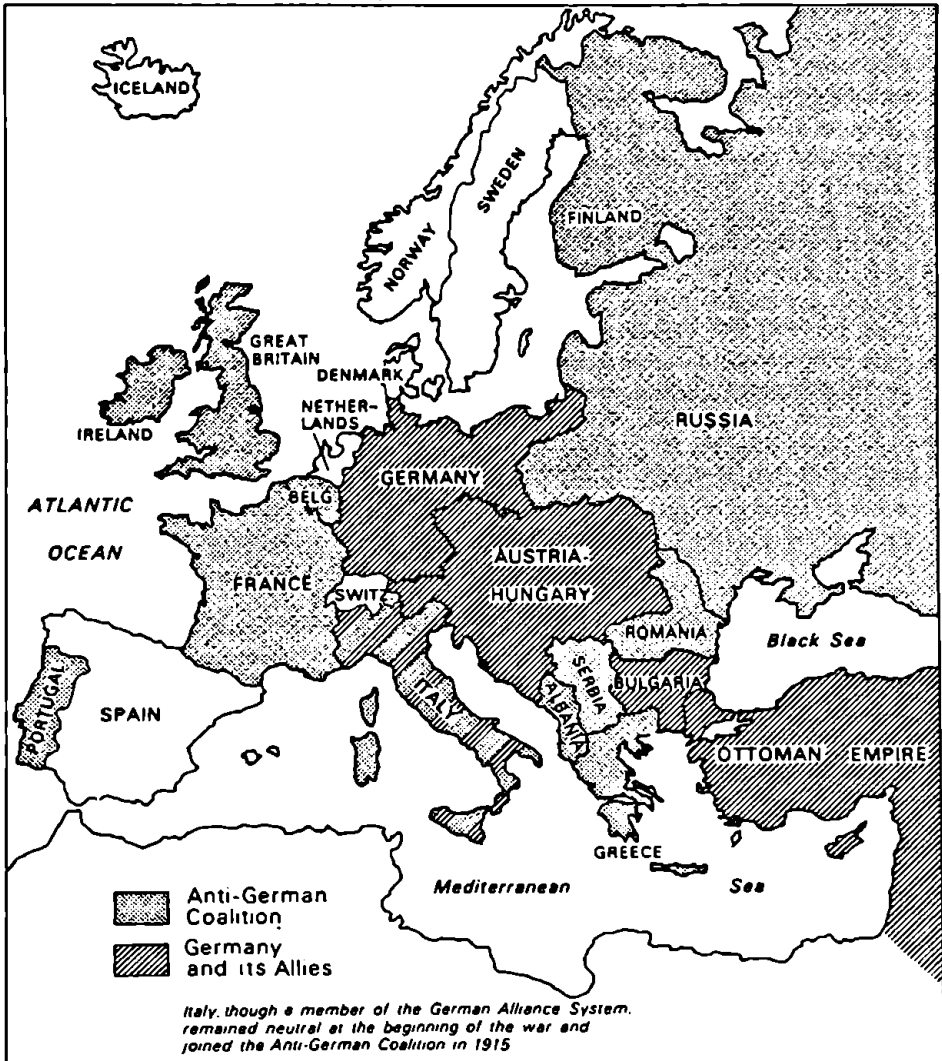 ICELAND
SWEDEN
NORWAY
FINLAND
GREAT
BRITAIN
DENMARK
NETHER-
LANDS
IRELAND
RUSSIA
GERMANY
BELG
ATLANTIC
OCEAN
AUSTRIA-
HUNGARY
FRANCE
SWITZ
ROMANIA
Black Sea
SERBIA
BULGARIA
ITALY
ALBANIA
PORTUGAL
SPAIN
OTTOMAN EMPIRE
GREECE
Mediterranean Sea
Anti-German
Coalition
Germany
and its Allies
Italy, though a member of the German Alliance System,
remained neutral at the beginning of the war and
joined the Anti-German Coalition in 1915